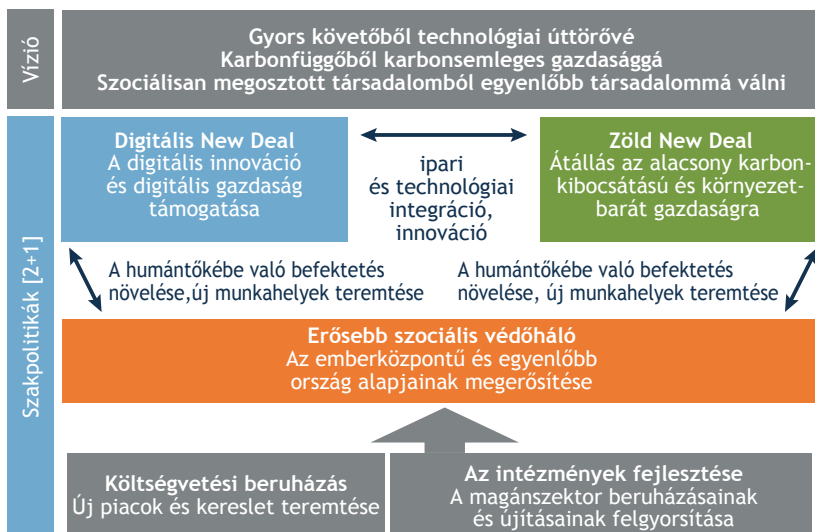 Vízió
Gyors követőből technológiai úttörővé
Karbonfüggőből karbonsemleges gazdasággá
Szociálisan megosztott társadalomból egyenlőbb társadalommá válni
Szakpolitikák [2+1]
Digitális New Deal
A digitális innováció
és digitális gazdaság
támogatása
ipari
és technológiai
integráció,
innováció
Zöld New Deal
Átállás az alacsony karbon-
kibocsátású és környezet-
barát gazdaságra
A humántőkébe való befektetés
növelése,új munkahelyek teremtése
A humántőkébe való befektetés
növelése, új munkahelyek teremtése
Erősebb szociális védőháló
Az emberközpontú és egyenlőbb
ország alapjainak megerősítése
Költségvetési beruházás
Új piacok és kereslet teremtése
Az intézmények fejlesztése
A magánszektor beruházásainak
és újításainak felgyorsítása